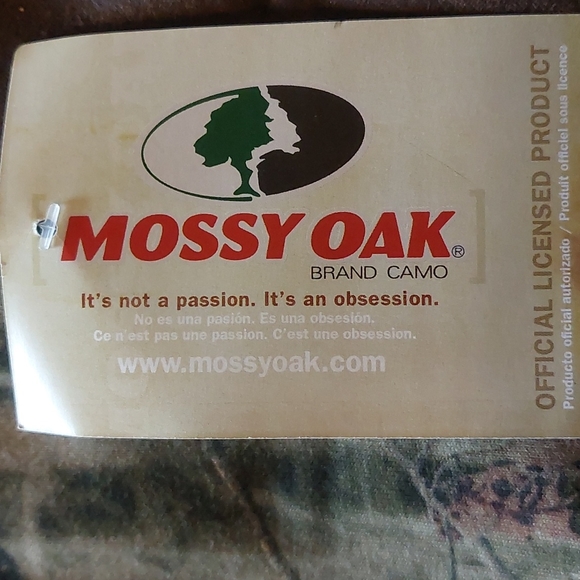 MOSSY OAK®
BRAND CAMO
It's not a passion. It's an obsession.
No es una pasión. Es una obsesión.
Ce n'est pas une passion. C'est une obsession.
www.mossyoak.com
OFFICIAL LICENSED PRODUCT
Producto oficial autorizado / Produit officiel sous licence